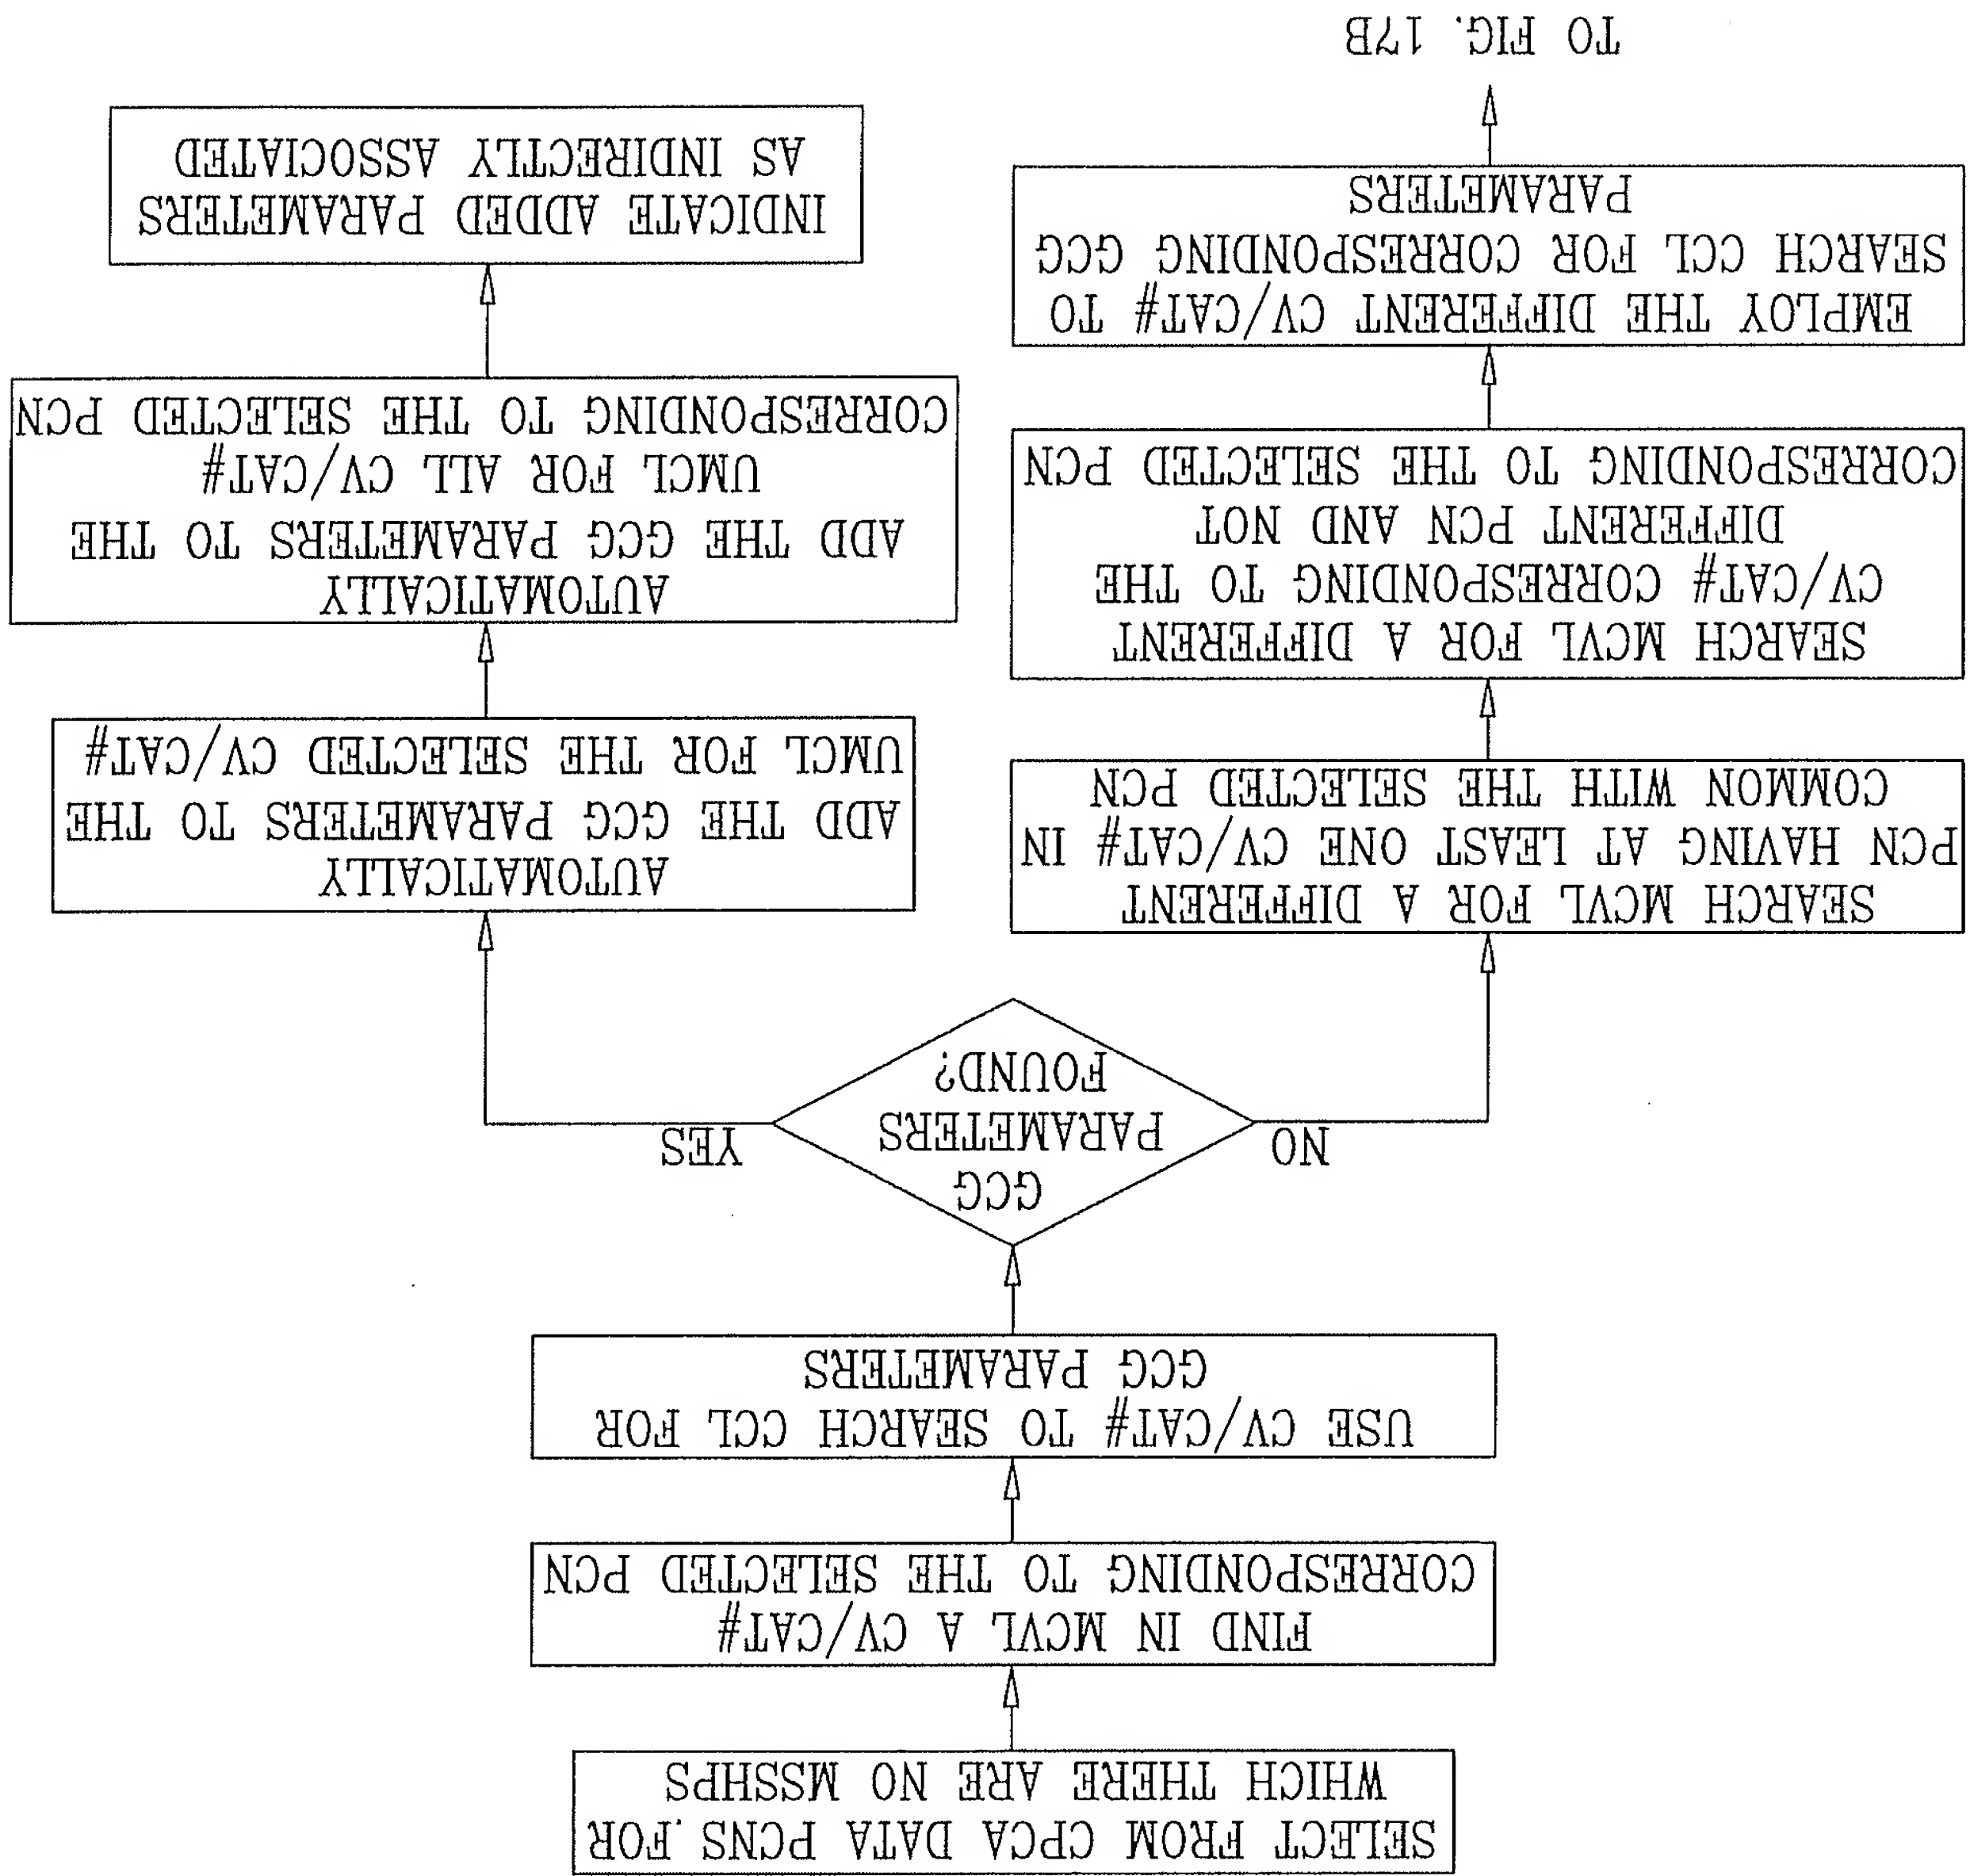 SELECT FROM CPCA DATA PCNS FOR
WHICH THERE ARE NO MSSHPS
FIND IN MCVL A CV/CAT#
CORRESPONDING TO THE SELECTED PCN
USE CV/CAT# TO SEARCH CCL FOR
GCG PARAMETERS
GCG
PARAMETERS
FOUND?
NO
YES
SEARCH MCVL FOR A DIFFERENT
PCN HAVING AT LEAST ONE CV/CAT# IN
COMMON WITH THE SELECTED PCN
SEARCH MCVL FOR A DIFFERENT
CV/CAT# CORRESPONDING TO THE
DIFFERENT PCN AND NOT
CORRESPONDING TO THE SELECTED PCN
EMPLOY THE DIFFERENT CV/CAT# TO
SEARCH CCL FOR CORRESPONDING GCG
PARAMETERS
TO FIG. 17B
AUTOMATICALLY
ADD THE GCG PARAMETERS TO THE
UMCL FOR THE SELECTED CV/CAT#
AUTOMATICALLY
ADD THE GCG PARAMETERS TO THE
UMCL FOR ALL CV/CAT#
CORRESPONDING TO THE SELECTED PCN
INDICATE ADDED PARAMETERS
AS INDIRECTLY ASSOCIATED